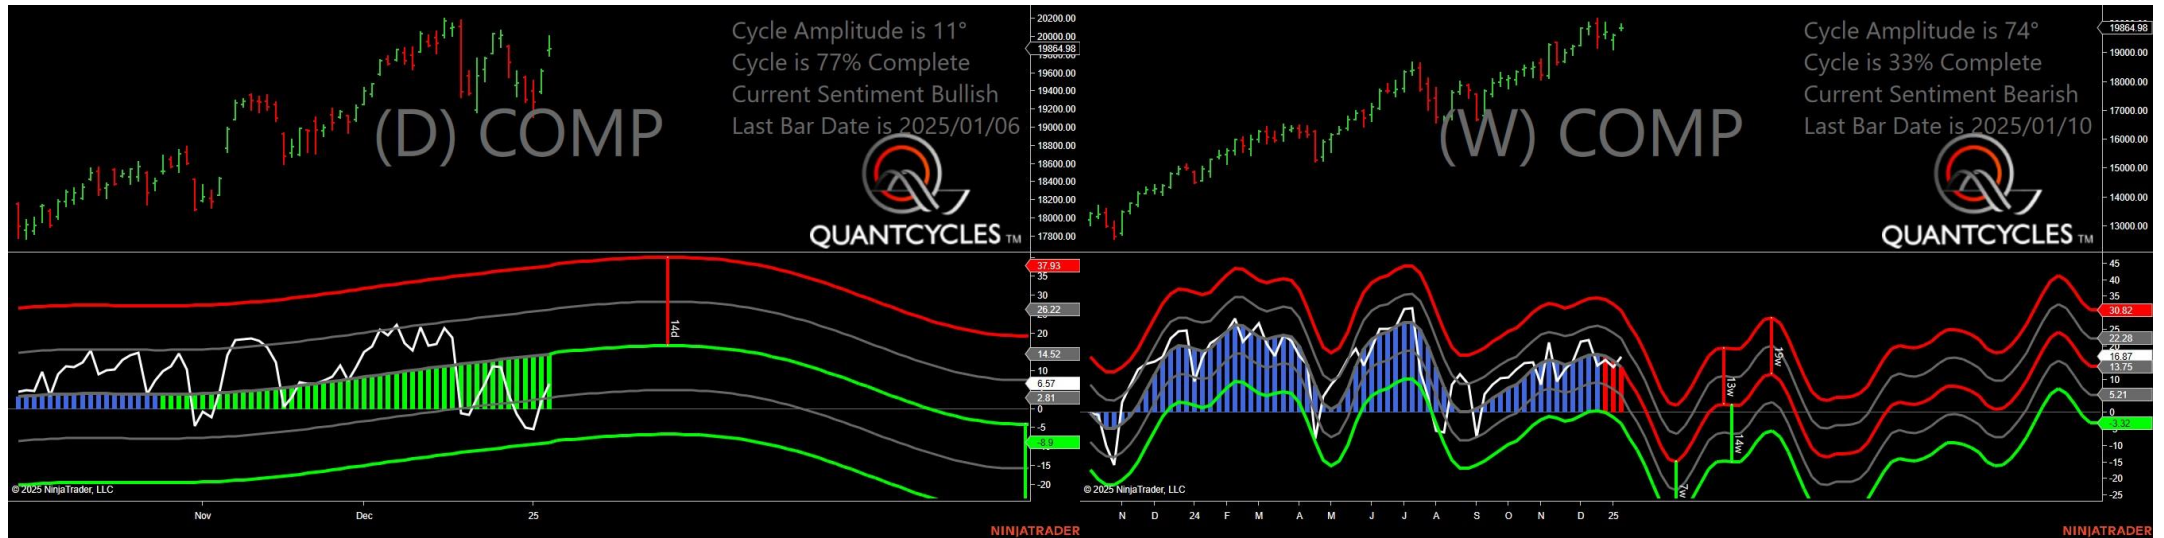 Cycle Amplitude is 11°
Cycle is 77% Complete
Current Sentiment Bullish
Last Bar Date is 2025/01/06
(D) COMP
QUANTCYCLES TM
20200.00
20000.00
19864.98
19800.00
19600.00
19400.00
19200.00
19000.00
18800.00
18600.00
18400.00
18200.00
18000.00
17800.00
37.93
35
30
26.22
20
14.52
10
6.57
2.81
0
-5
-8.9
-15
-20
14d
© 2025 NinjaTrader, LLC
Nov Dec 25
NINJATRADER
Cycle Amplitude is 74°
Cycle is 33% Complete
Current Sentiment Bearish
Last Bar Date is 2025/01/10
(W) COMP
QUANTCYCLES TM
19864.98
19000.00
18000.00
17000.00
16000.00
15000.00
14000.00
13000.00
45
40
35
30.82
25
22.28
16.87
13.75
10
5.21
0
-3.32
-10
-15
-20
-25
13w
19w
14w
7w
© 2025 NinjaTrader, LLC
N D 24 F M A M J J A S O N D 25
NINJATRADER